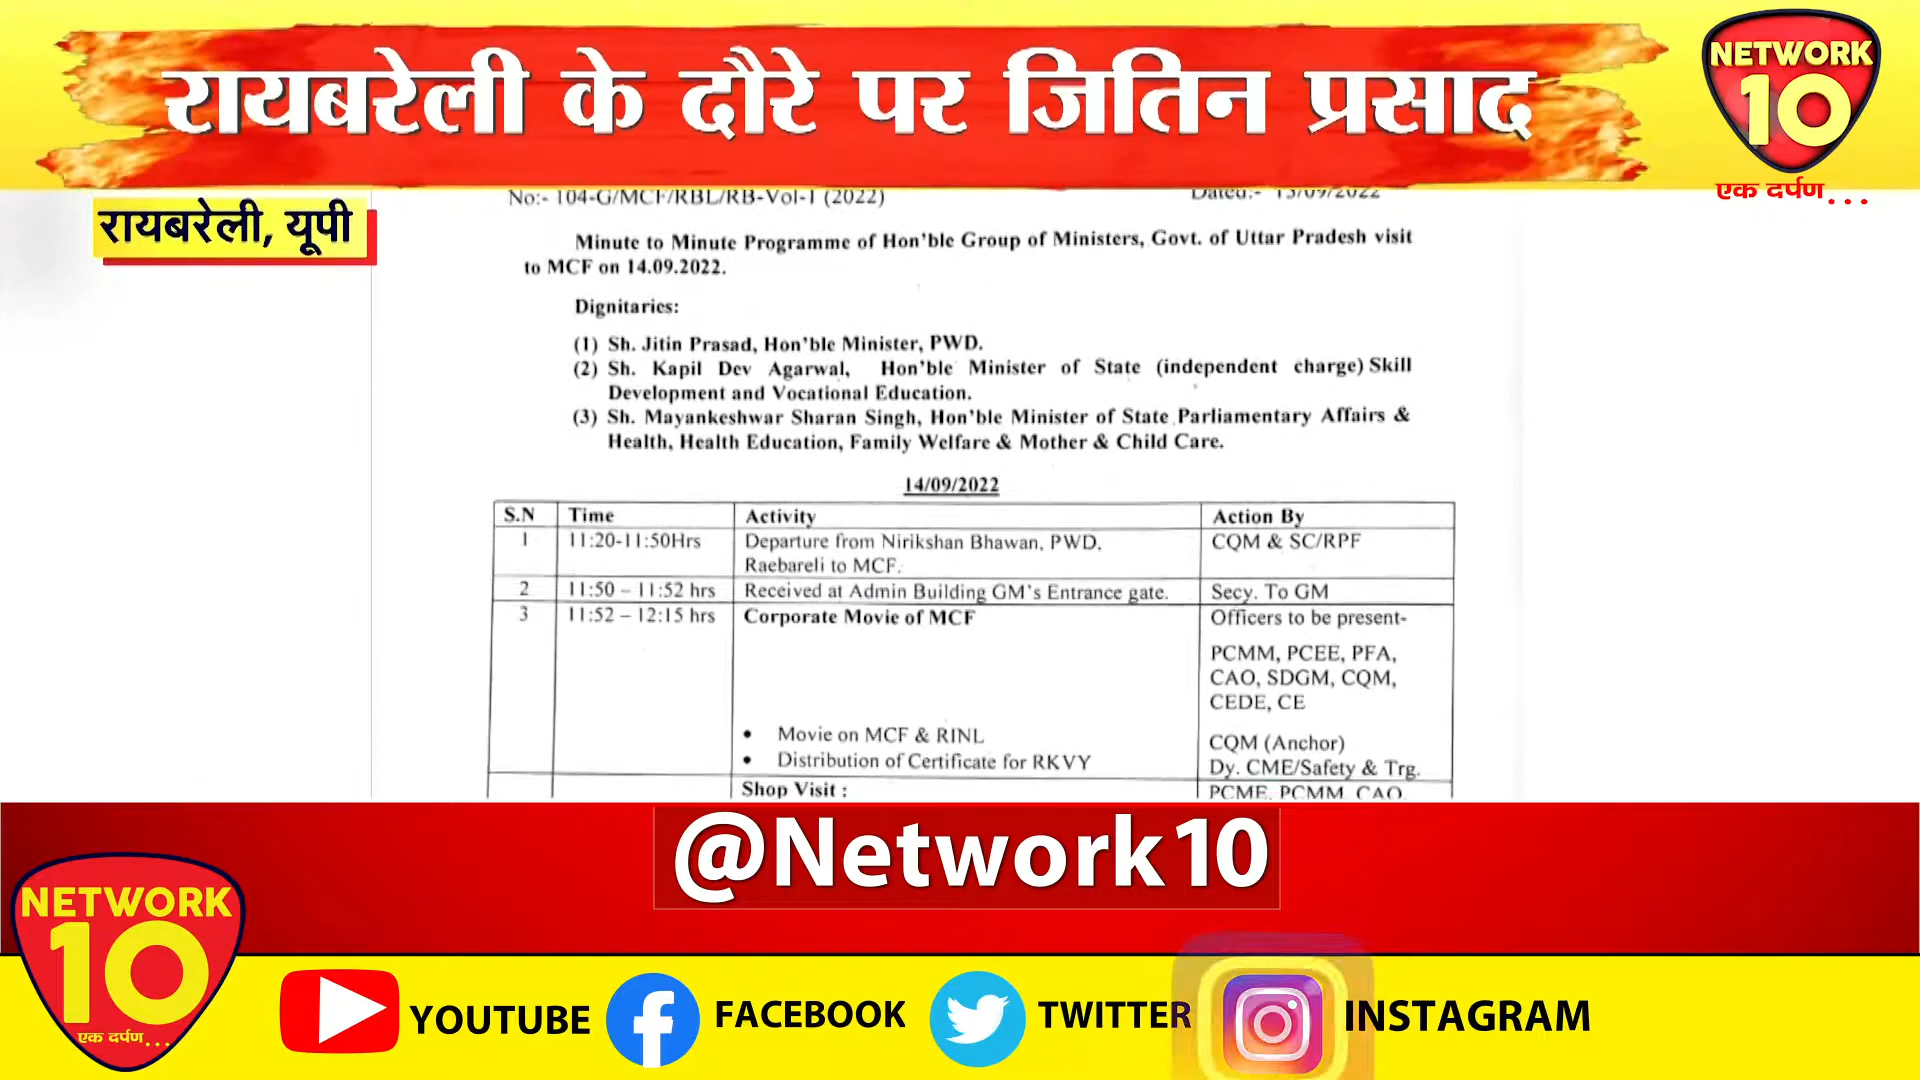 रायबरेली के दौरे पर जितिन प्रसाद
NETWORK
10
एक दर्पण...
रायबरेली, यूपी
No:- 104-G/MCF/RBL/RB-Vol-I (2022) Dated:- 13/09/2022
Minute to Minute Programme of Hon'ble Group of Ministers, Govt. of Uttar Pradesh visit
to MCF on 14.09.2022.
Dignitaries:
(1) Sh. Jitin Prasad, Hon'ble Minister, PWD.
(2) Sh. Kapil Dev Agarwal, Hon'ble Minister of State (independent charge) Skill
Development and Vocational Education.
(3) Sh. Mayankeshwar Sharan Singh, Hon'ble Minister of State Parliamentary Affairs &
Health, Health Education, Family Welfare & Mother & Child Care.
14/09/2022
S.N Time Activity Action By
1 11:20-11:50Hrs Departure from Nirikshan Bhawan, PWD, CQM & SC/RPF
Raebareli to MCF.
2 11:50 – 11:52 hrs Received at Admin Building GM's Entrance gate. Secy. To GM
3 11:52 – 12:15 hrs Corporate Movie of MCF Officers to be present-
PCMM, PCEE, PFA,
CAO, SDGM, CQM,
CEDE, CE
• Movie on MCF & RINL CQM (Anchor)
• Distribution of Certificate for RKVY Dy. CME/Safety & Trg.
Shop Visit : PCME, PCMM, CAO,
@Network10
NETWORK
10
एक दर्पण...
YOUTUBE FACEBOOK TWITTER INSTAGRAM